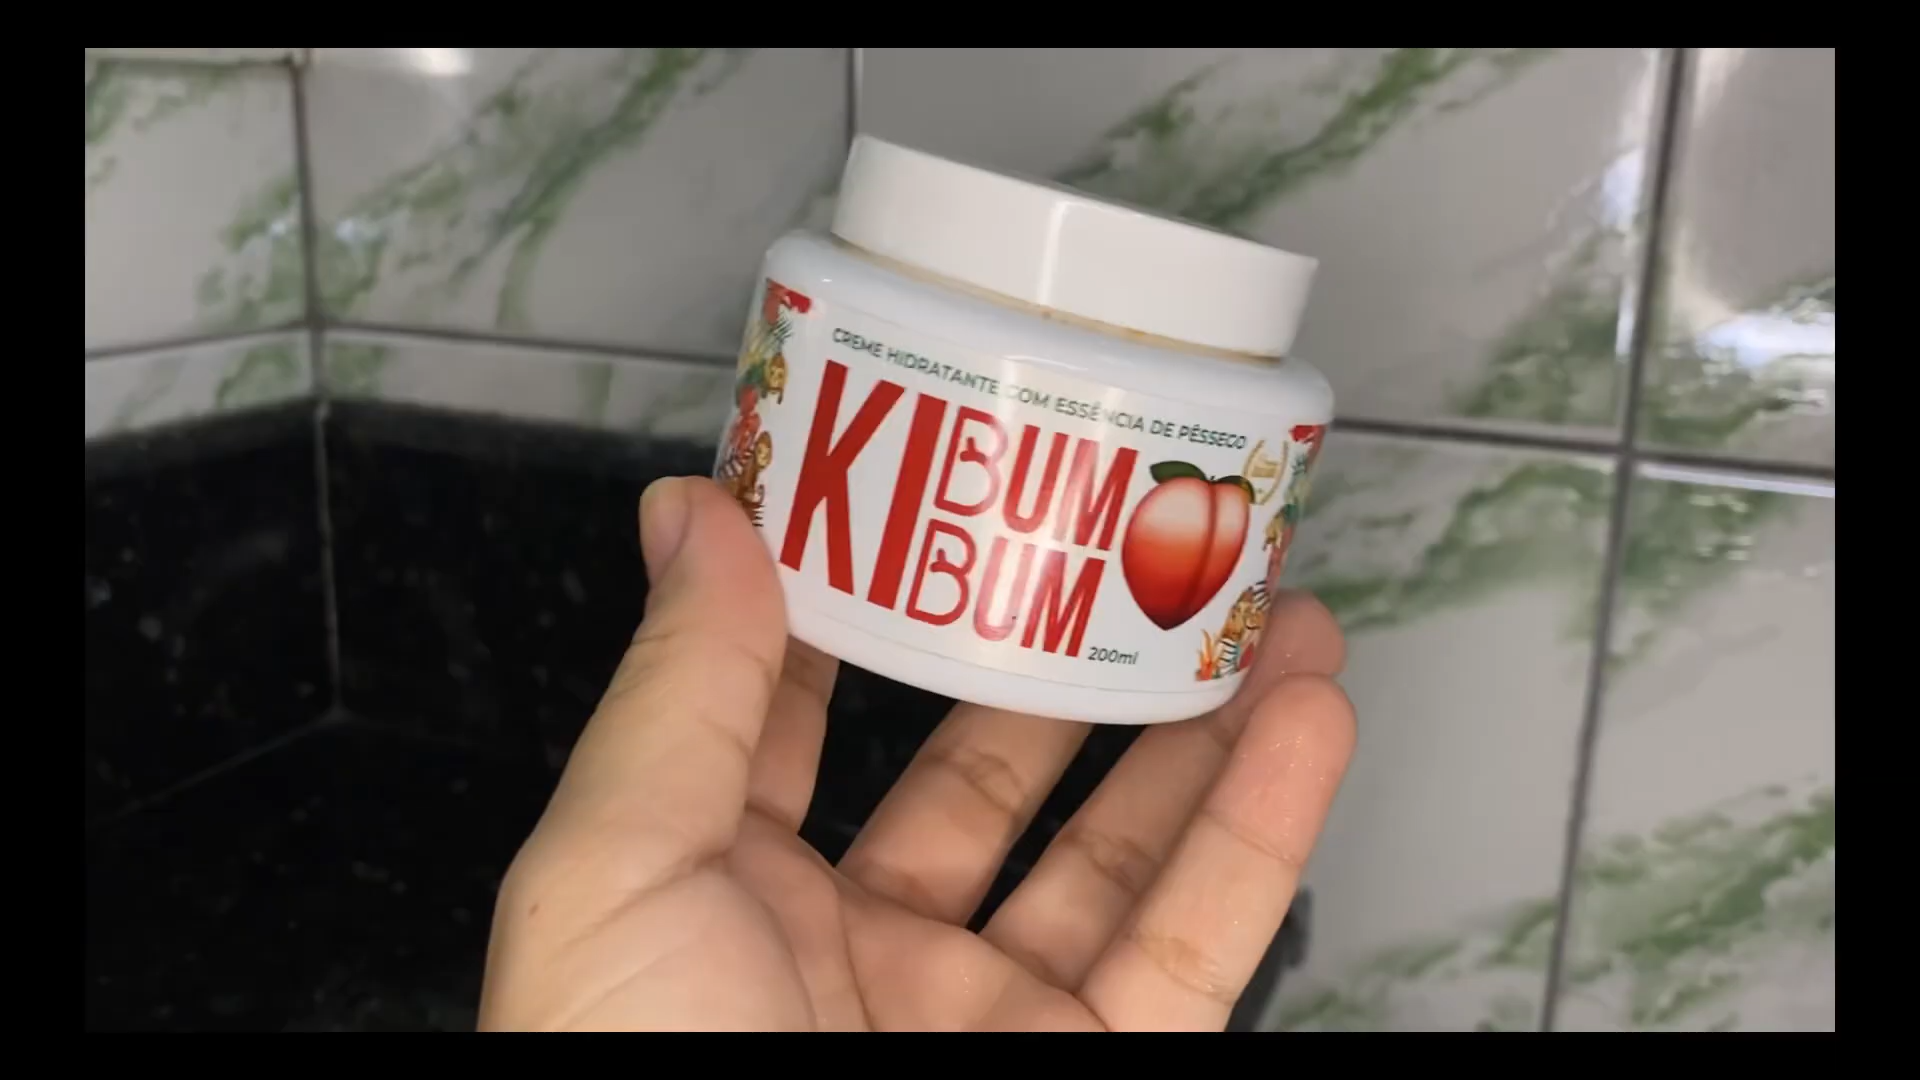 CREME HIDRATANTE COM ESSÊNCIA DE PÊSSEGO
KI BUM
BUM
200ml